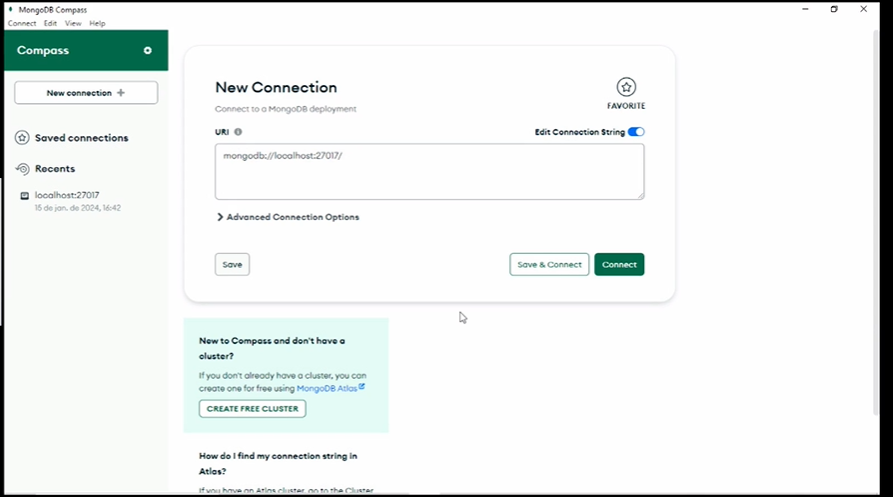 MongoDB Compass
Connect Edit View Help
Compass
New connection +
Saved connections
Recents
localhost:27017
15 de jan. de 2024, 16:42
New Connection
Connect to a MongoDB deployment
FAVORITE
URI
Edit Connection String
mongodb://localhost:27017/
Advanced Connection Options
Save
Save & Connect
Connect
New to Compass and don't have a
cluster?
If you don't already have a cluster, you can
create one for free using MongoDB Atlas
CREATE FREE CLUSTER
How do I find my connection string in
Atlas?
If you have an Atlas cluster, go to the Cluster